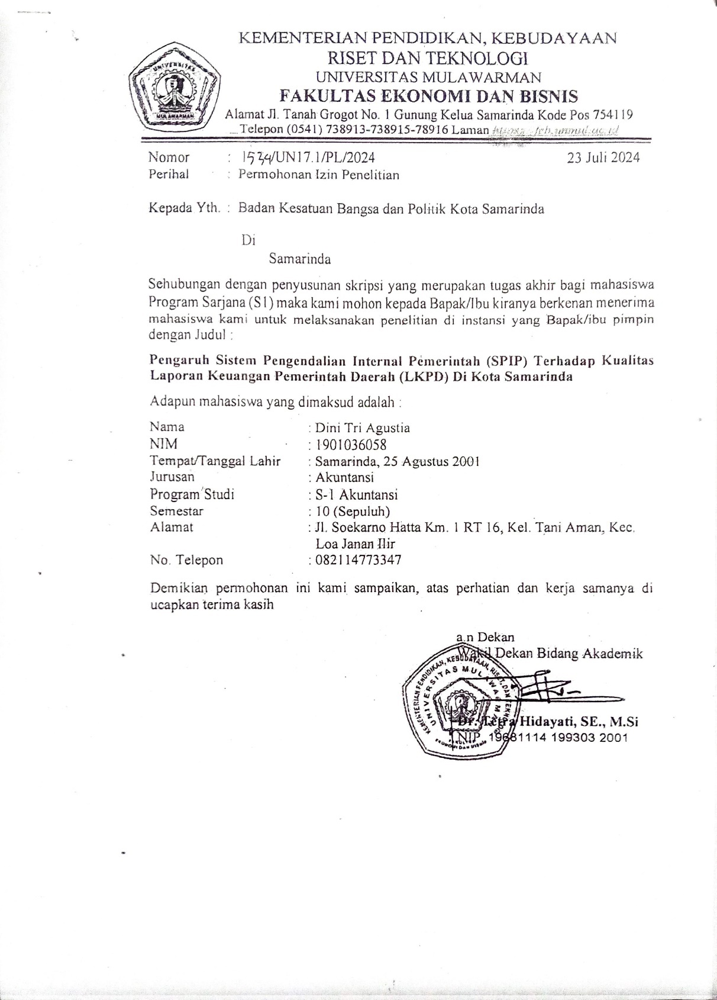 KEMENTERIAN PENDIDIKAN, KEBUDAYAAN
RISET DAN TEKNOLOGI
UNIVERSITAS MULAWARMAN
FAKULTAS EKONOMI DAN BISNIS
Alamat Jl. Tanah Grogot No. 1 Gunung Kelua Samarinda Kode Pos 754119
Telepon (0541) 738913-738915-78916 Laman
UNIVERSITAS
MULAWARMAN
Nomor : /UN17.1/PL/2024 23 Juli 2024
Perihal : Permohonan Izin Penelitian
Kepada Yth. : Badan Kesatuan Bangsa dan Politik Kota Samarinda
Di
Samarinda
Sehubungan dengan penyusunan skripsi yang merupakan tugas akhir bagi mahasiswa
Program Sarjana (S1) maka kami mohon kepada Bapak/Ibu kiranya berkenan menerima
mahasiswa kami untuk melaksanakan penelitian di instansi yang Bapak/ibu pimpin
dengan Judul :
Pengaruh Sistem Pengendalian Internal Pemerintah (SPIP) Terhadap Kualitas
Laporan Keuangan Pemerintah Daerah (LKPD) Di Kota Samarinda
Adapun mahasiswa yang dimaksud adalah :
Nama : Dini Tri Agustia
NIM : 1901036058
Tempat/Tanggal Lahir : Samarinda, 25 Agustus 2001
Jurusan : Akuntansi
Program Studi : S-1 Akuntansi
Semestar : 10 (Sepuluh)
Alamat : Jl. Soekarno Hatta Km. 1 RT 16, Kel. Tani Aman, Kec.
Loa Janan Ilir
No. Telepon : 082114773347
Demikian permohonan ini kami sampaikan, atas perhatian dan kerja samanya di
ucapkan terima kasih
a.n Dekan
Wakil Dekan Bidang Akademik
KEMENTERIAN PENDIDIKAN, KEBUDAYAAN, RISET, DAN TEKNOLOGI
UNIVERSITAS MULAWARMAN
FAKULTAS
EKONOMI DAN BISNIS
Dr. Tetra Hidayati, SE., M.Si
NIP 19681114 199303 2001